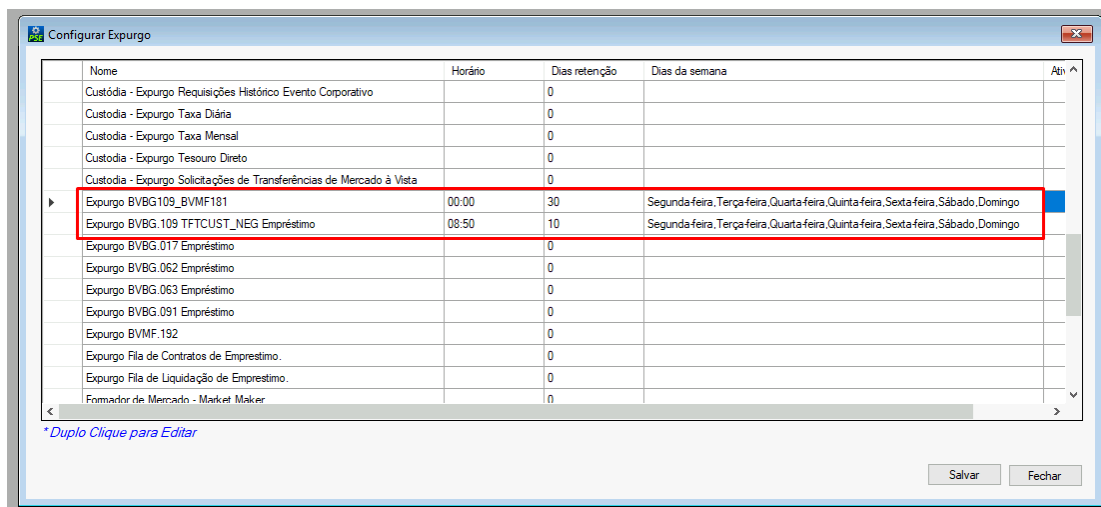 PSE Configurar Expurgo
Nome Horário Dias retenção Dias da semana Ativ
Custódia - Expurgo Requisições Histórico Evento Corporativo 0
Custodia - Expurgo Taxa Diária 0
Custodia - Expurgo Taxa Mensal 0
Custodia - Expurgo Tesouro Direto 0
Custodia - Expurgo Solicitações de Transferências de Mercado à Vista 0
Expurgo BVBG109_BVMF181 00:00 30 Segunda-feira,Terça-feira,Quarta-feira,Quinta-feira,Sexta-feira,Sábado,Domingo
Expurgo BVBG.109 TFTCUST_NEG Empréstimo 08:50 10 Segunda-feira,Terça-feira,Quarta-feira,Quinta-feira,Sexta-feira,Sábado,Domingo
Expurgo BVBG.017 Empréstimo 0
Expurgo BVBG.062 Empréstimo 0
Expurgo BVBG.063 Empréstimo 0
Expurgo BVBG.091 Empréstimo 0
Expurgo BVMF.192 0
Expurgo Fila de Contratos de Emprestimo. 0
Expurgo Fila de Liquidação de Emprestimo. 0
Formador de Mercado - Market Maker 0
* Duplo Clique para Editar
Salvar Fechar